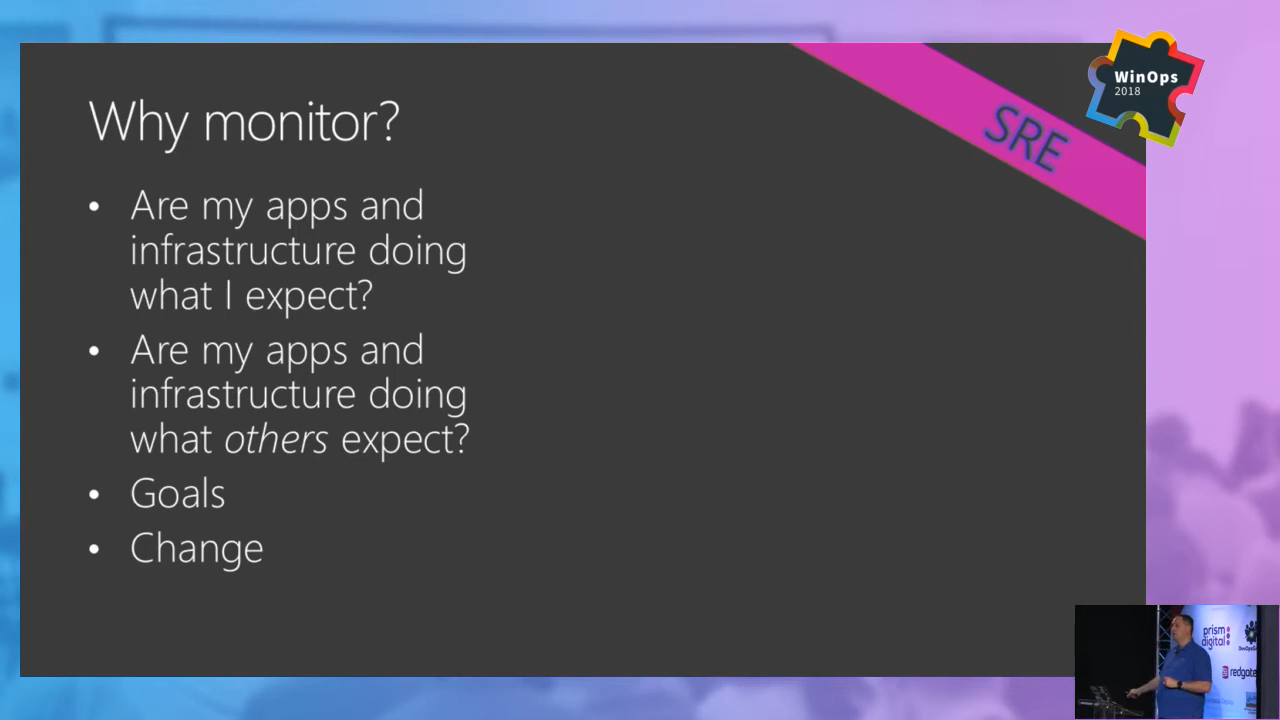 Why monitor?
SRE
WinOps
2018
• Are my apps and
infrastructure doing
what I expect?
• Are my apps and
infrastructure doing
what others expect?
• Goals
• Change
prism
digital
redgate